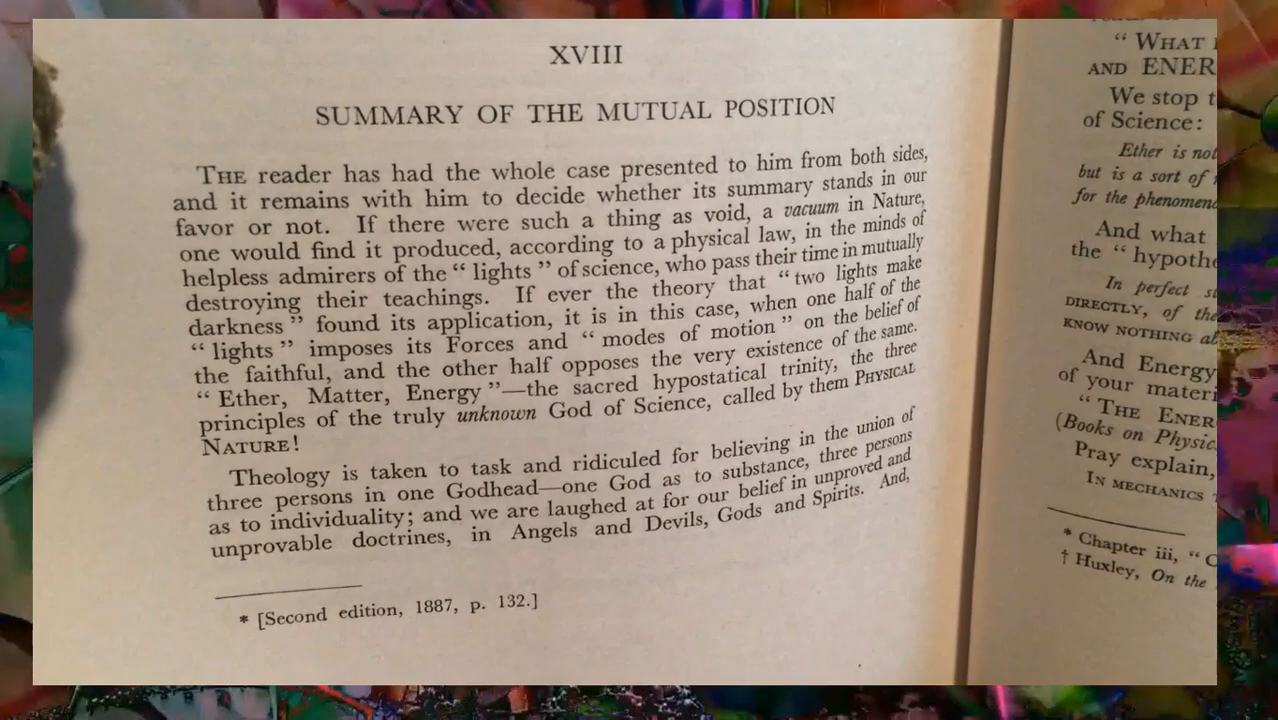 XVIII
SUMMARY OF THE MUTUAL POSITION
THE reader has had the whole case presented to him from both sides,
and it remains with him to decide whether its summary stands in our
favor or not. If there were such a thing as void, a vacuum in Nature,
one would find it produced, according to a physical law, in the minds of
helpless admirers of the “ lights ” of science, who pass their time in mutually
destroying their teachings. If ever the theory that “ two lights make
darkness ” found its application, it is in this case, when one half of the
“ lights ” imposes its Forces and “ modes of motion ” on the belief of
the faithful, and the other half opposes the very existence of the same.
“ Ether, Matter, Energy ”—the sacred hypostatical trinity, the three
principles of the truly unknown God of Science, called by them PHYSICAL
NATURE!
Theology is taken to task and ridiculed for believing in the union of
three persons in one Godhead—one God as to substance, three persons
as to individuality; and we are laughed at for our belief in unproved and
unprovable doctrines, in Angels and Devils, Gods and Spirits. And,
* [Second edition, 1887, p. 132.]
“ WHAT
AND ENER
We stop t
of Science:
Ether is not
but is a sort of
for the phenomena
And what
the “ hypothe
In perfect
DIRECTLY, of the
KNOW NOTHING
And Energy
of your materi
“ THE ENER
(Books on Physic
Pray explain,
IN MECHANICS
* Chapter iii, “
† Huxley, On the